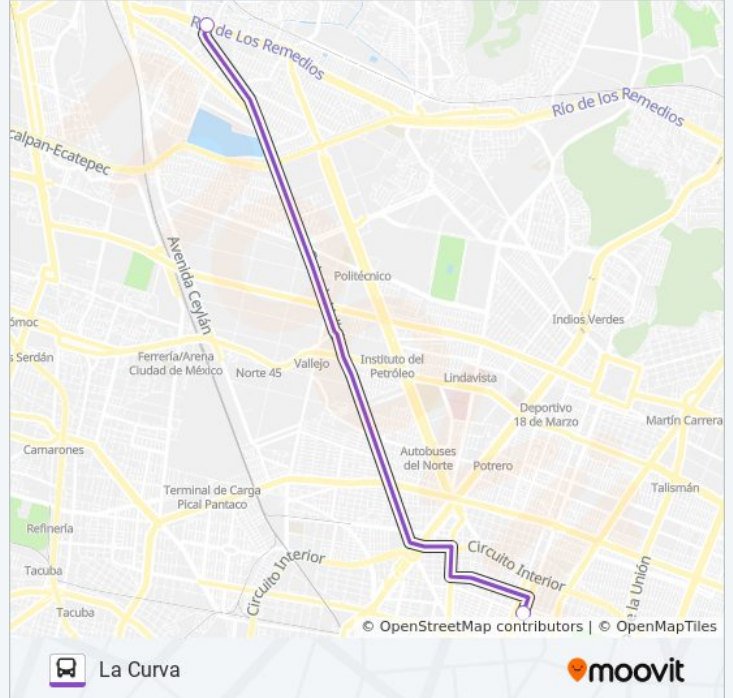 Río de Los Remedios
Río de los Remedios
calpan-Ecatepec
Avenida Ceylán
Politécnico
Indios Verdes
ómoc
s Serdán
Ferrería/Arena
Ciudad de México
Norte 45
Vallejo
Instituto del
Petróleo
Lindavista
Deportivo
18 de Marzo
Martín Carrera
Camarones
Autobuses
del Norte
Potrero
Talismán
Terminal de Carga
Pical Pantaco
Refinería
Circuito Interior
Circuito Interior
Tacuba
Tacuba
e la Unión
© OpenStreetMap contributors | © OpenMapTiles
La Curva
moovit